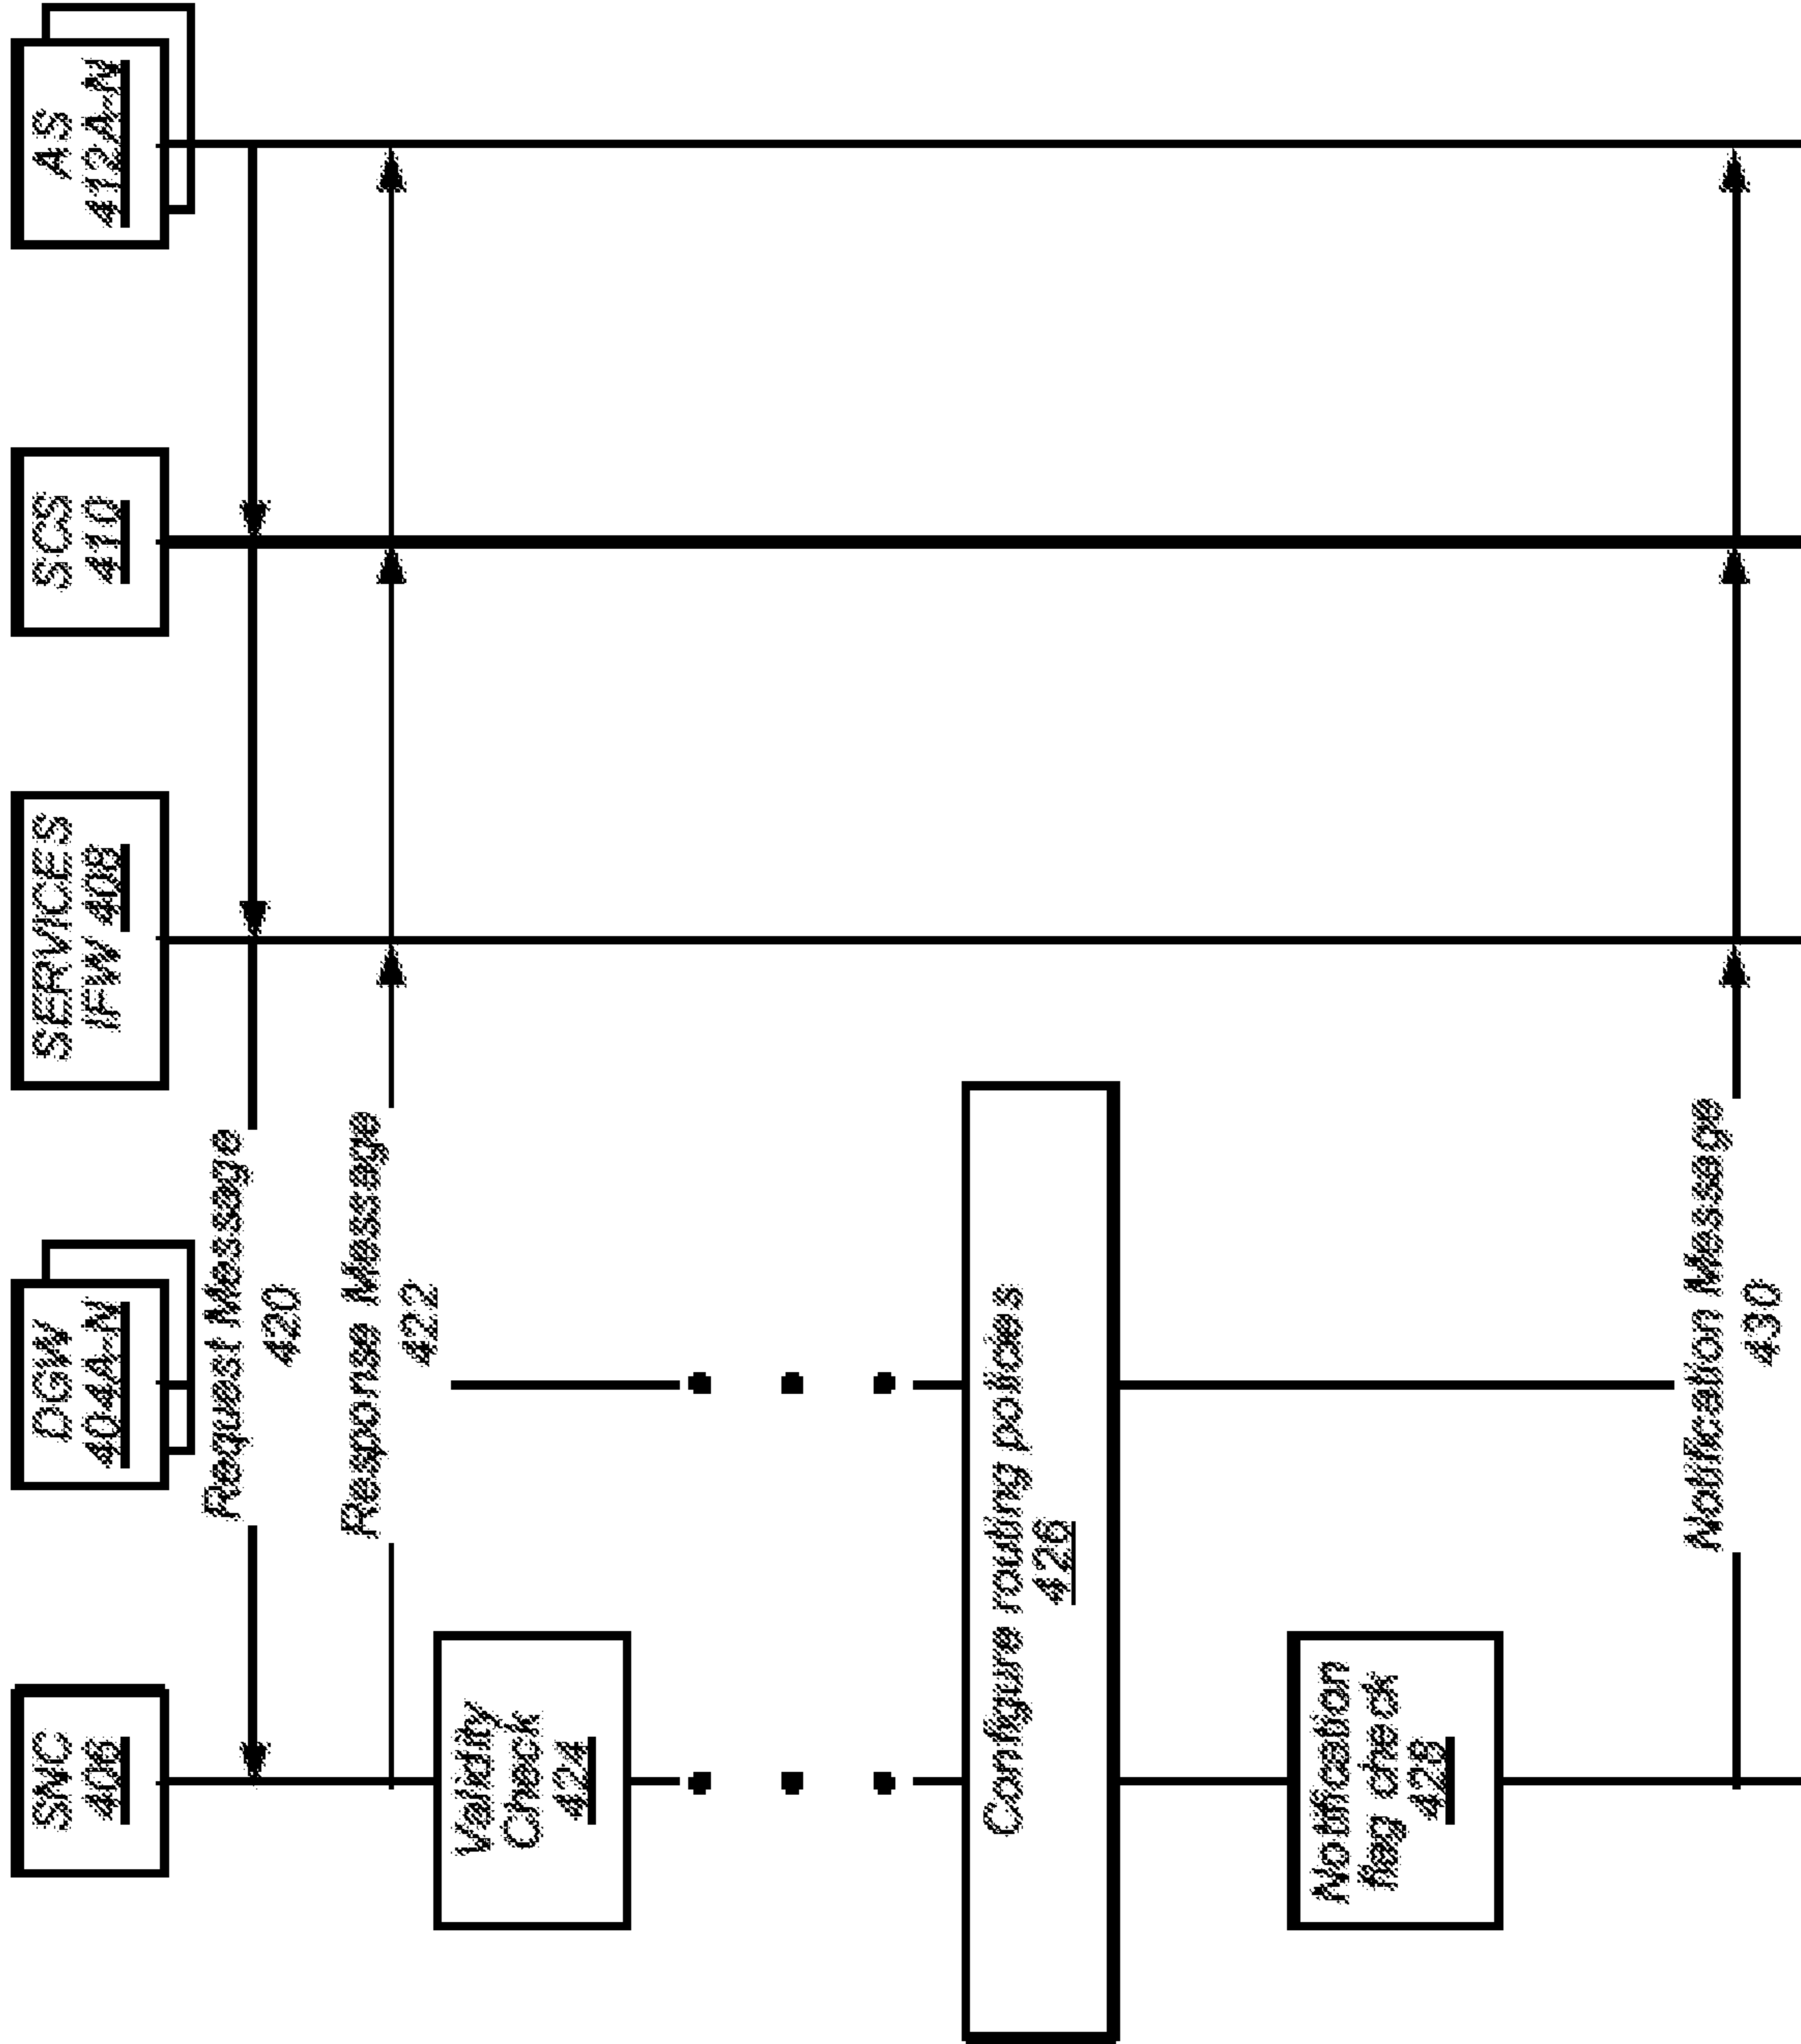 SNC
406
DGW
404A-N
SERVICES
IFW 408
SCS
410
AS
412A-N
Request Message
420
Response Message
422
Validity
Check
424
Configure routing policies
426
Notification
flag check
428
Notification Message
430